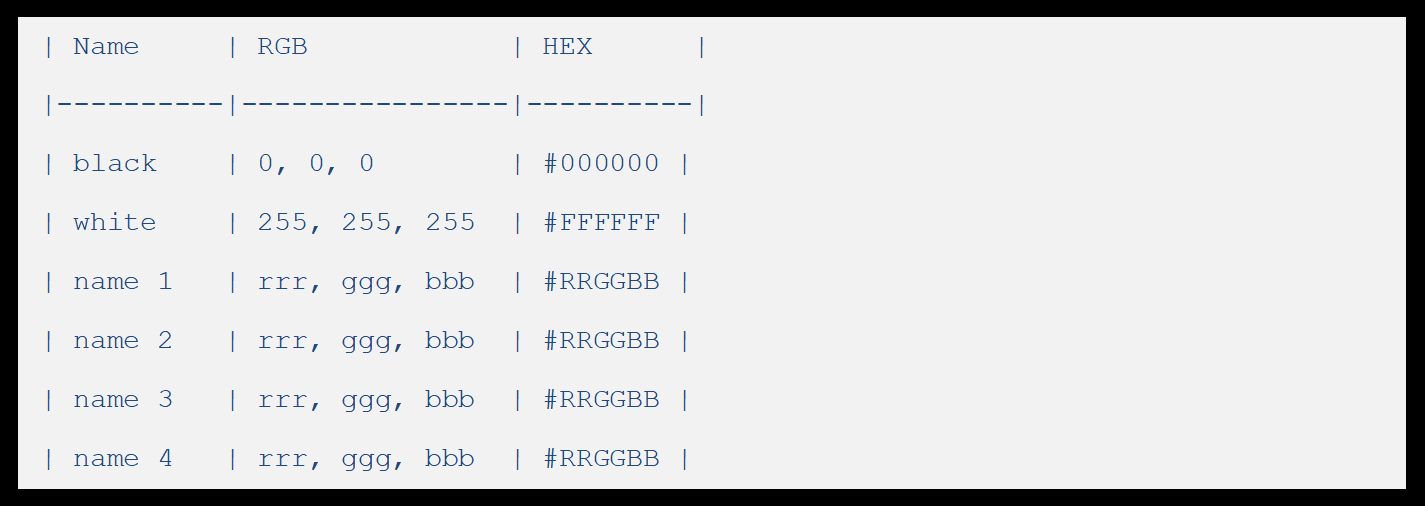 | Name     | RGB            | HEX      |
|----------|----------------|----------|
| black    | 0, 0, 0        | #000000 |
| white    | 255, 255, 255  | #FFFFFF |
| name 1   | rrr, ggg, bbb  | #RRGGBB |
| name 2   | rrr, ggg, bbb  | #RRGGBB |
| name 3   | rrr, ggg, bbb  | #RRGGBB |
| name 4   | rrr, ggg, bbb  | #RRGGBB |